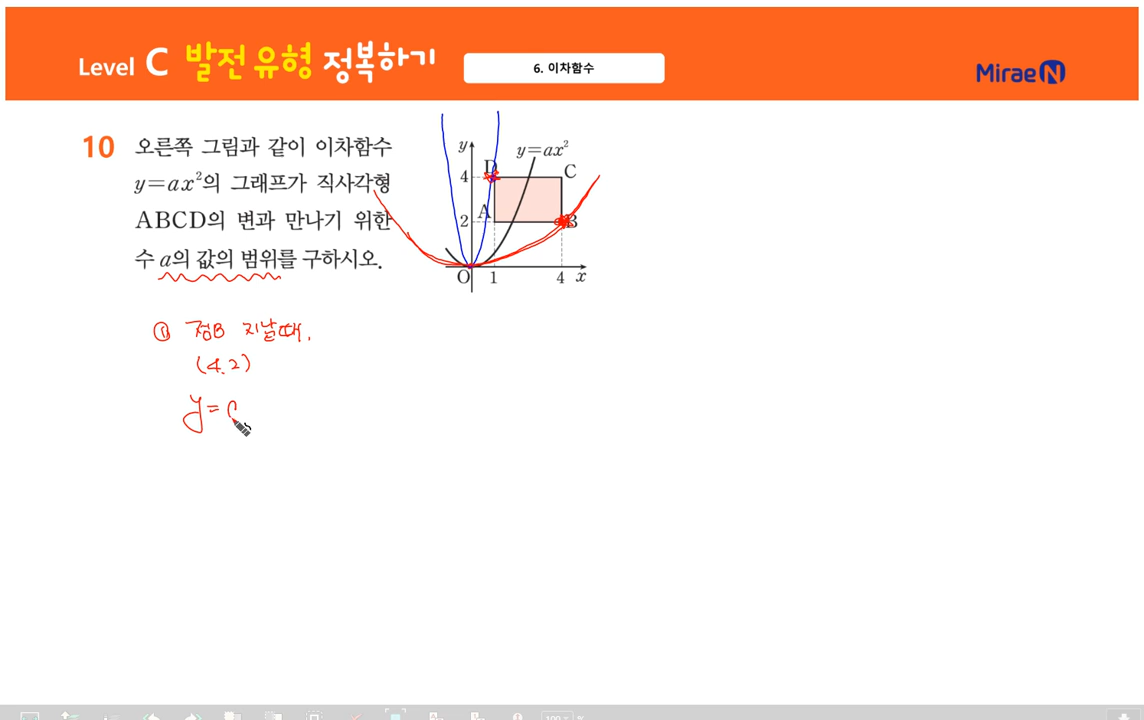 Level C 발전 유형 정복하기
6. 이차함수
Mirae N
10 오른쪽 그림과 같이 이차함수
y=ax²의 그래프가 직사각형
ABCD의 변과 만나기 위한
수 a의 값의 범위를 구하시오.
y
y=ax²
D
C
4
A
2
B
O
1
4
x
① 점B 지날때,
(4,2)
y=
100
%